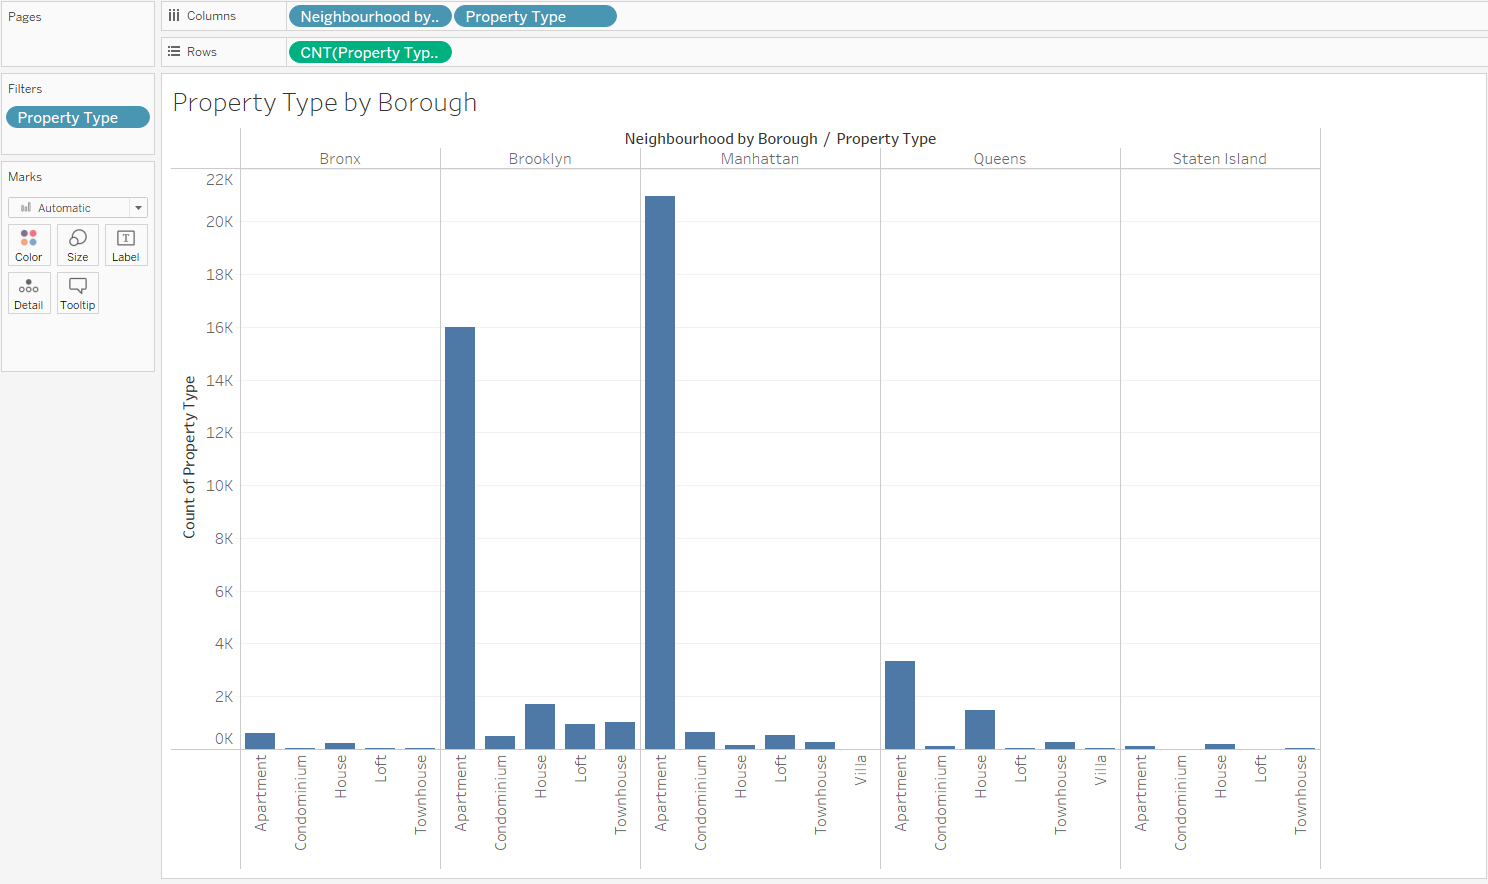 Pages
Columns
Neighbourhood by..
Property Type
Rows
CNT(Property Typ..
Filters
Property Type
Marks
Automatic
Color
Size
Label
Detail
Tooltip
Property Type by Borough
Neighbourhood by Borough / Property Type
Bronx Brooklyn Manhattan Queens Staten Island
Count of Property Type
22K
20K
18K
16K
14K
12K
10K
8K
6K
4K
2K
0K
Apartment
Condominium
House
Loft
Townhouse
Apartment
Condominium
House
Loft
Townhouse
Apartment
Condominium
House
Loft
Townhouse
Villa
Apartment
Condominium
House
Loft
Townhouse
Villa
Apartment
Condominium
House
Loft
Townhouse